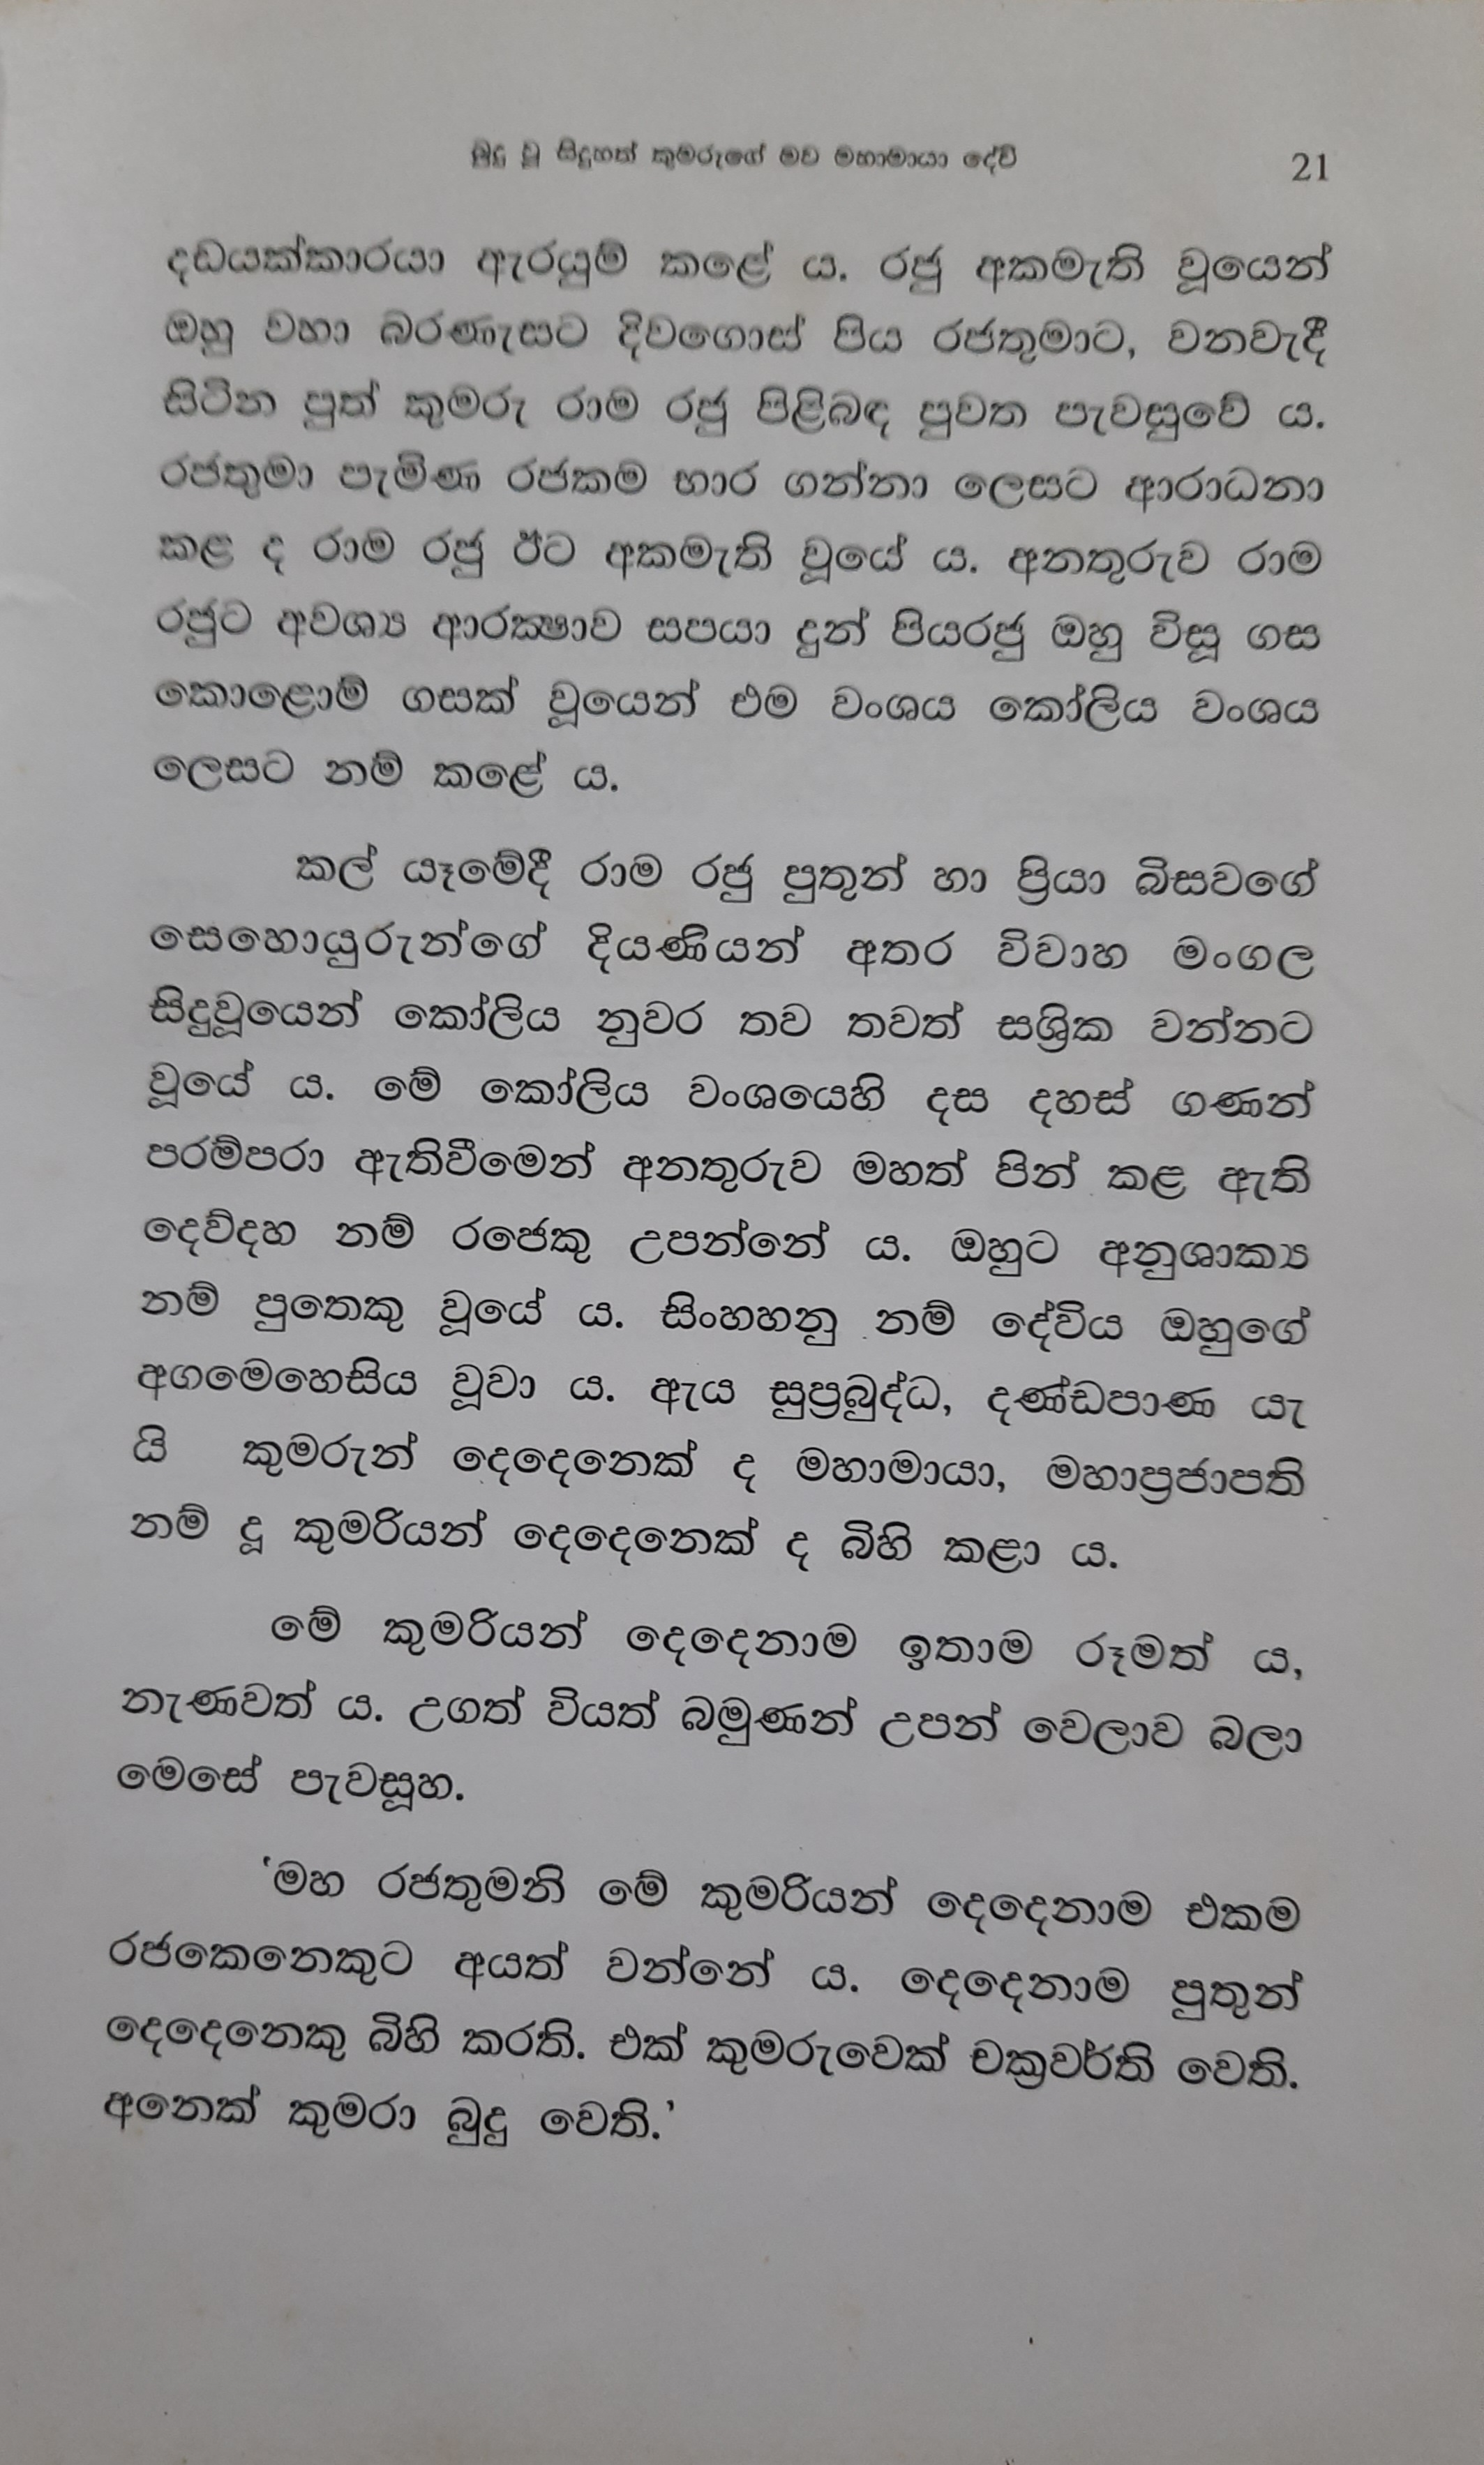 බුදු වූ සිදුහත් කුමරුගේ මව මහාමායා දේවී
21
දඩයක්කාරයා ඇරයුම් කළේ ය. රජු අකමැති වූයෙන්
ඔහු වහා බරණැසට දිවගොස් පිය රජතුමාට, වනවැදී
සිටින පුත් කුමරු රාම රජු පිළිබඳ පුවත පැවසුවේ ය.
රජතුමා පැමිණ රජකම භාර ගන්නා ලෙසට ආරාධනා
කළ ද රාම රජු ඊට අකමැති වූයේ ය. අනතුරුව රාම
රජුට අවශ්‍ය ආරක්‍ෂාව සපයා දුන් පියරජු ඔහු විසූ ගස
කොළොම් ගසක් වූයෙන් එම වංශය කෝලිය වංශය
ලෙසට නම් කළේ ය.
කල් යෑමේදී රාම රජු පුතුන් හා ප්‍රියා බිසවගේ
සෙහොයුරුන්ගේ දියණියන් අතර විවාහ මංගල
සිදුවූයෙන් කෝලිය නුවර තව තවත් සශ්‍රික වන්නට
වූයේ ය. මේ කෝලිය වංශයෙහි දස දහස් ගණන්
පරම්පරා ඇතිවීමෙන් අනතුරුව මහත් පින් කළ ඇති
දෙව්දහ නම් රජෙකු උපන්නේ ය. ඔහුට අනුශාක්‍ය
නම් පුතෙකු වූයේ ය. සිංහහනු නම් දේවිය ඔහුගේ
අගමෙහෙසිය වූවා ය. ඇය සුප්‍රබුද්ධ, දණ්ඩපාණ යැ
යි කුමරුන් දෙදෙනෙක් ද මහාමායා, මහාප්‍රජාපති
නම් දූ කුමරියන් දෙදෙනෙක් ද බිහි කළා ය.
මේ කුමරියන් දෙදෙනාම ඉතාම රූමත් ය,
නැණවත් ය. උගත් වියත් බමුණන් උපන් වෙලාව බලා
මෙසේ පැවසූහ.
‘මහ රජතුමනි මේ කුමරියන් දෙදෙනාම එකම
රජකෙනෙකුට අයත් වන්නේ ය. දෙදෙනාම පුතුන්
දෙදෙනෙකු බිහි කරති. එක් කුමරුවෙක් චක්‍රවර්ති වෙති.
අනෙක් කුමරා බුදු වෙති.’